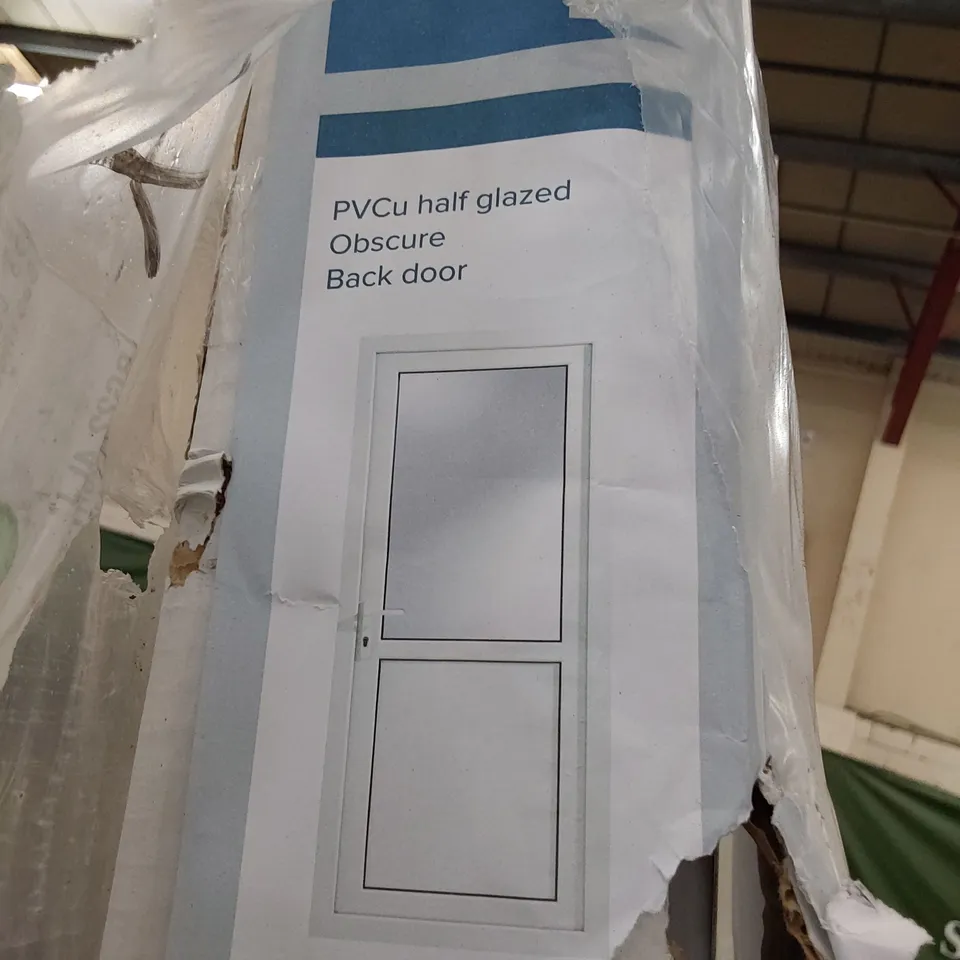 PVCu half glazed
Obscure
Back door